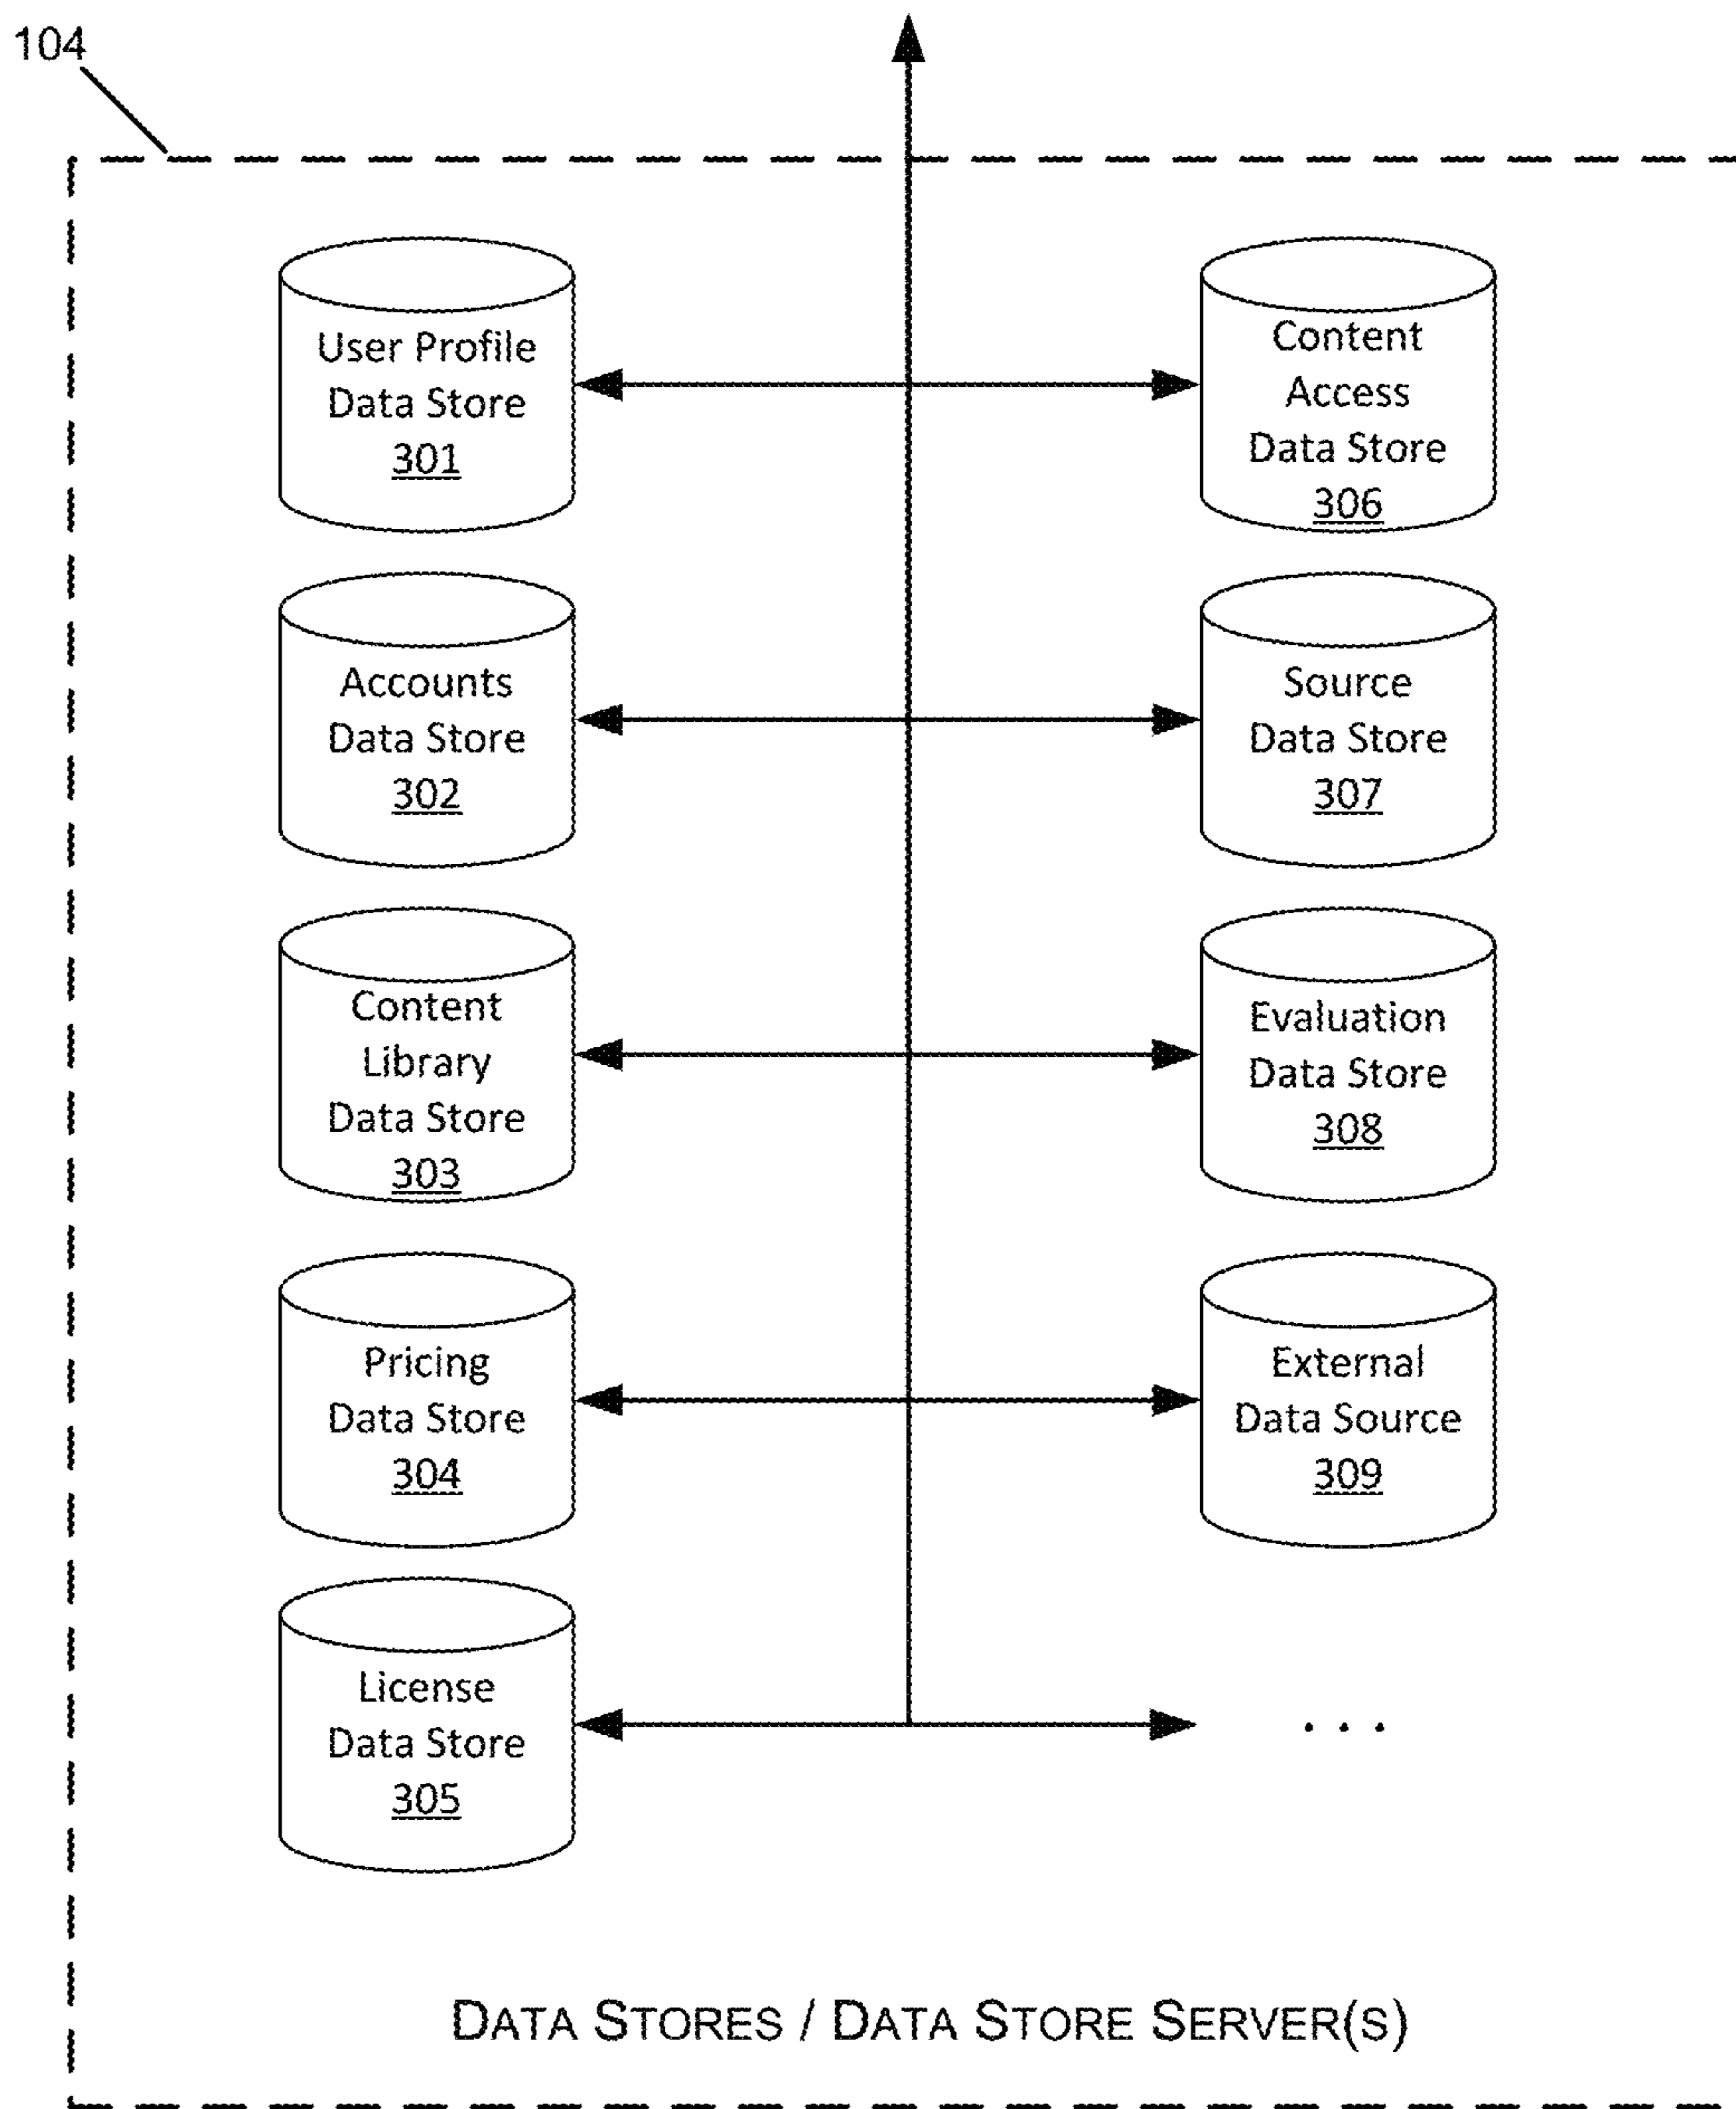 104
User Profile
Data Store
301
Content
Access
Data Store
306
Accounts
Data Store
302
Source
Data Store
307
Content
Library
Data Store
303
Evaluation
Data Store
308
Pricing
Data Store
304
External
Data Source
309
License
Data Store
305
. . .
DATA STORES / DATA STORE SERVER(S)